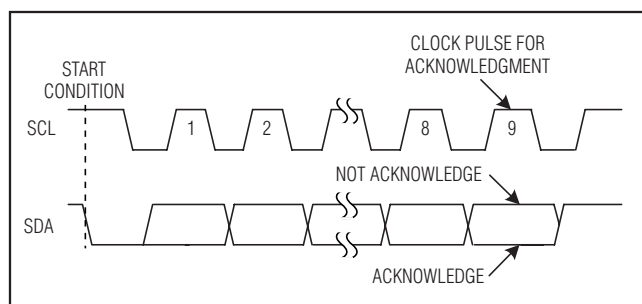 CLOCK PULSE FOR
ACKNOWLEDGMENT
START
CONDITION
SCL
1 2 8 9
NOT ACKNOWLEDGE
SDA
ACKNOWLEDGE